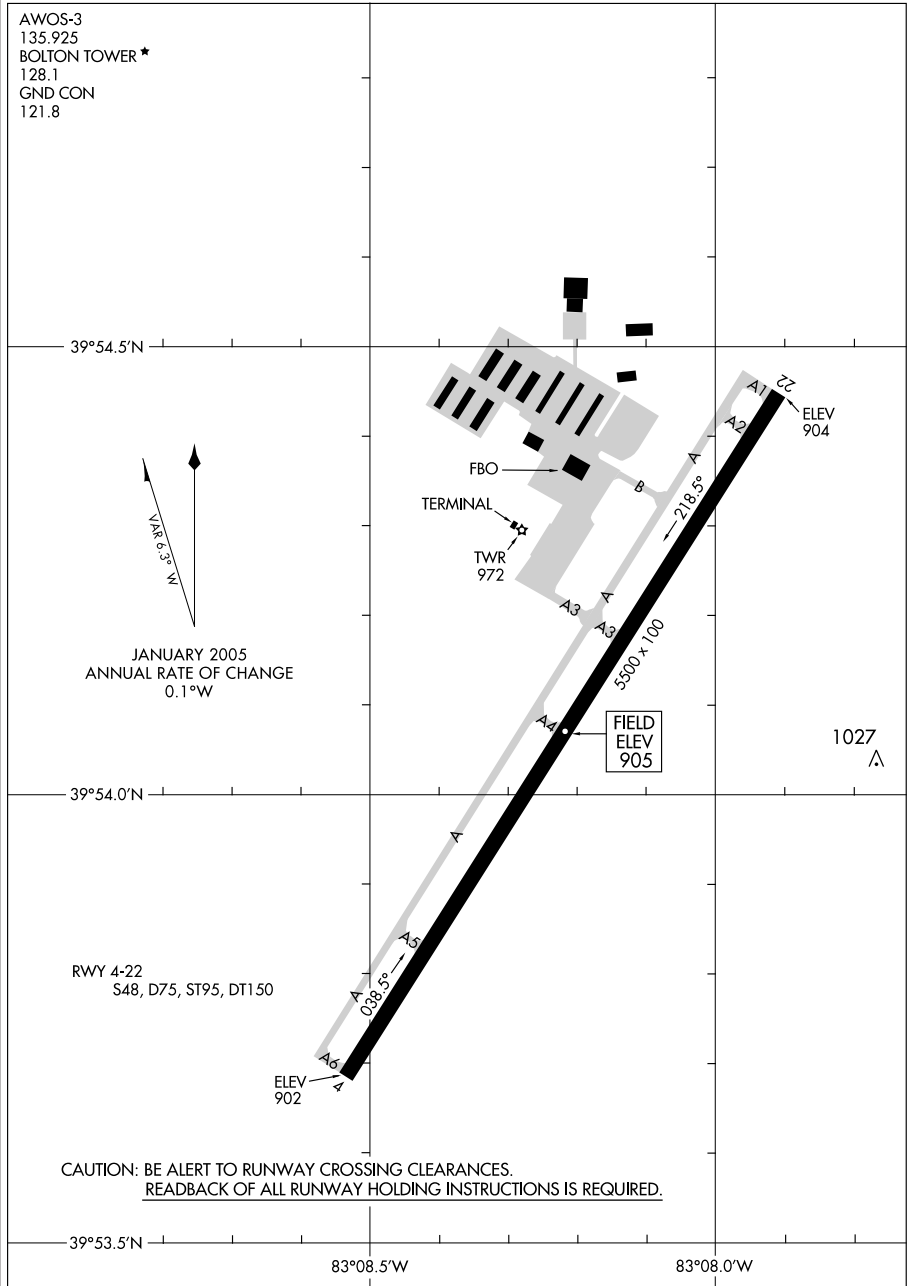 AWOS-3
135.925
BOLTON TOWER ★
128.1
GND CON
121.8
39°54.5'N
22
A1
ELEV
904
A2
A
FBO
B
218.5°
TERMINAL
TWR
972
VAR 6.3° W
A
A3
A3
5500 x 100
JANUARY 2005
ANNUAL RATE OF CHANGE
0.1°W
A4
FIELD
ELEV
905
1027
39°54.0'N
A
A5
RWY 4-22
S48, D75, ST95, DT150
038.5°
A
A6
ELEV
902
4
CAUTION: BE ALERT TO RUNWAY CROSSING CLEARANCES.
READBACK OF ALL RUNWAY HOLDING INSTRUCTIONS IS REQUIRED.
39°53.5'N
83°08.5'W
83°08.0'W